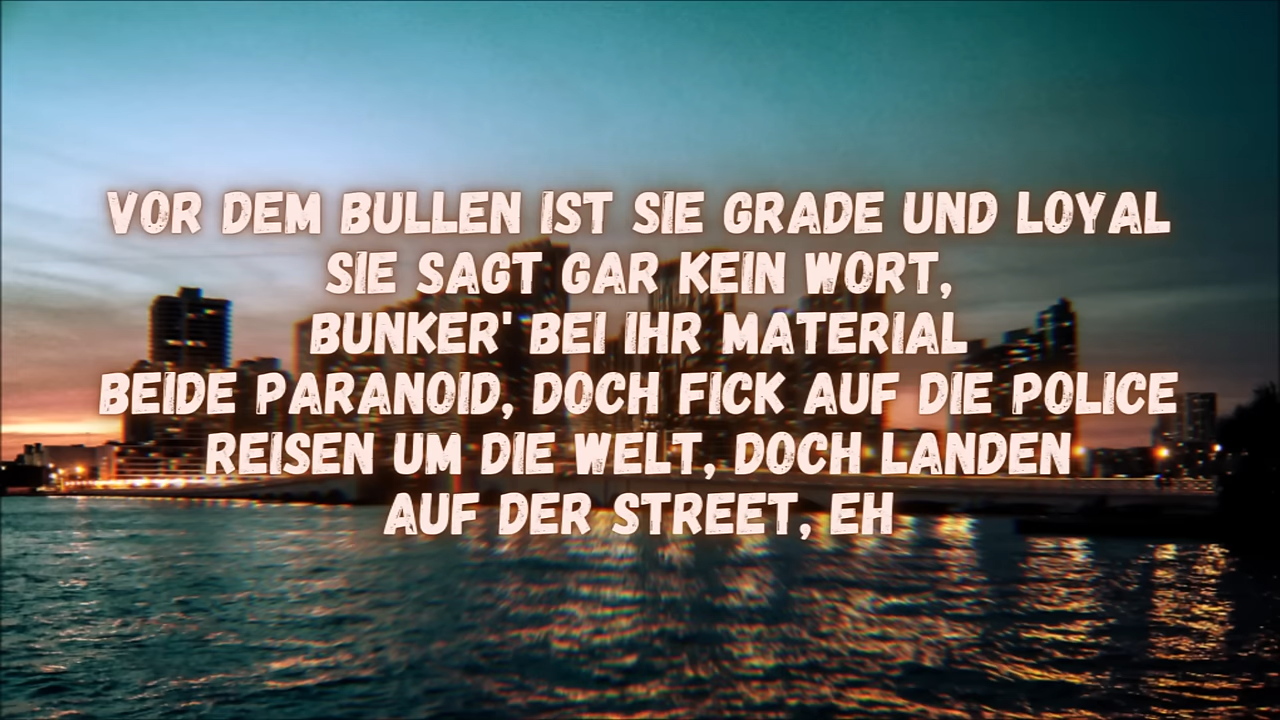 VOR DEM BULLEN IST SIE GRADE UND LOYAL
SIE SAGT GAR KEIN WORT,
BUNKER' BEI IHR MATERIAL
BEIDE PARANOID, DOCH FICK AUF DIE POLICE
REISEN UM DIE WELT, DOCH LANDEN
AUF DER STREET, EH